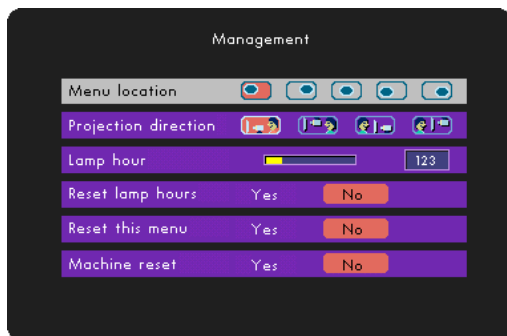 Management
Menu location
Projection direction
Lamp hour 123
Reset lamp hours Yes No
Reset this menu Yes No
Machine reset Yes No